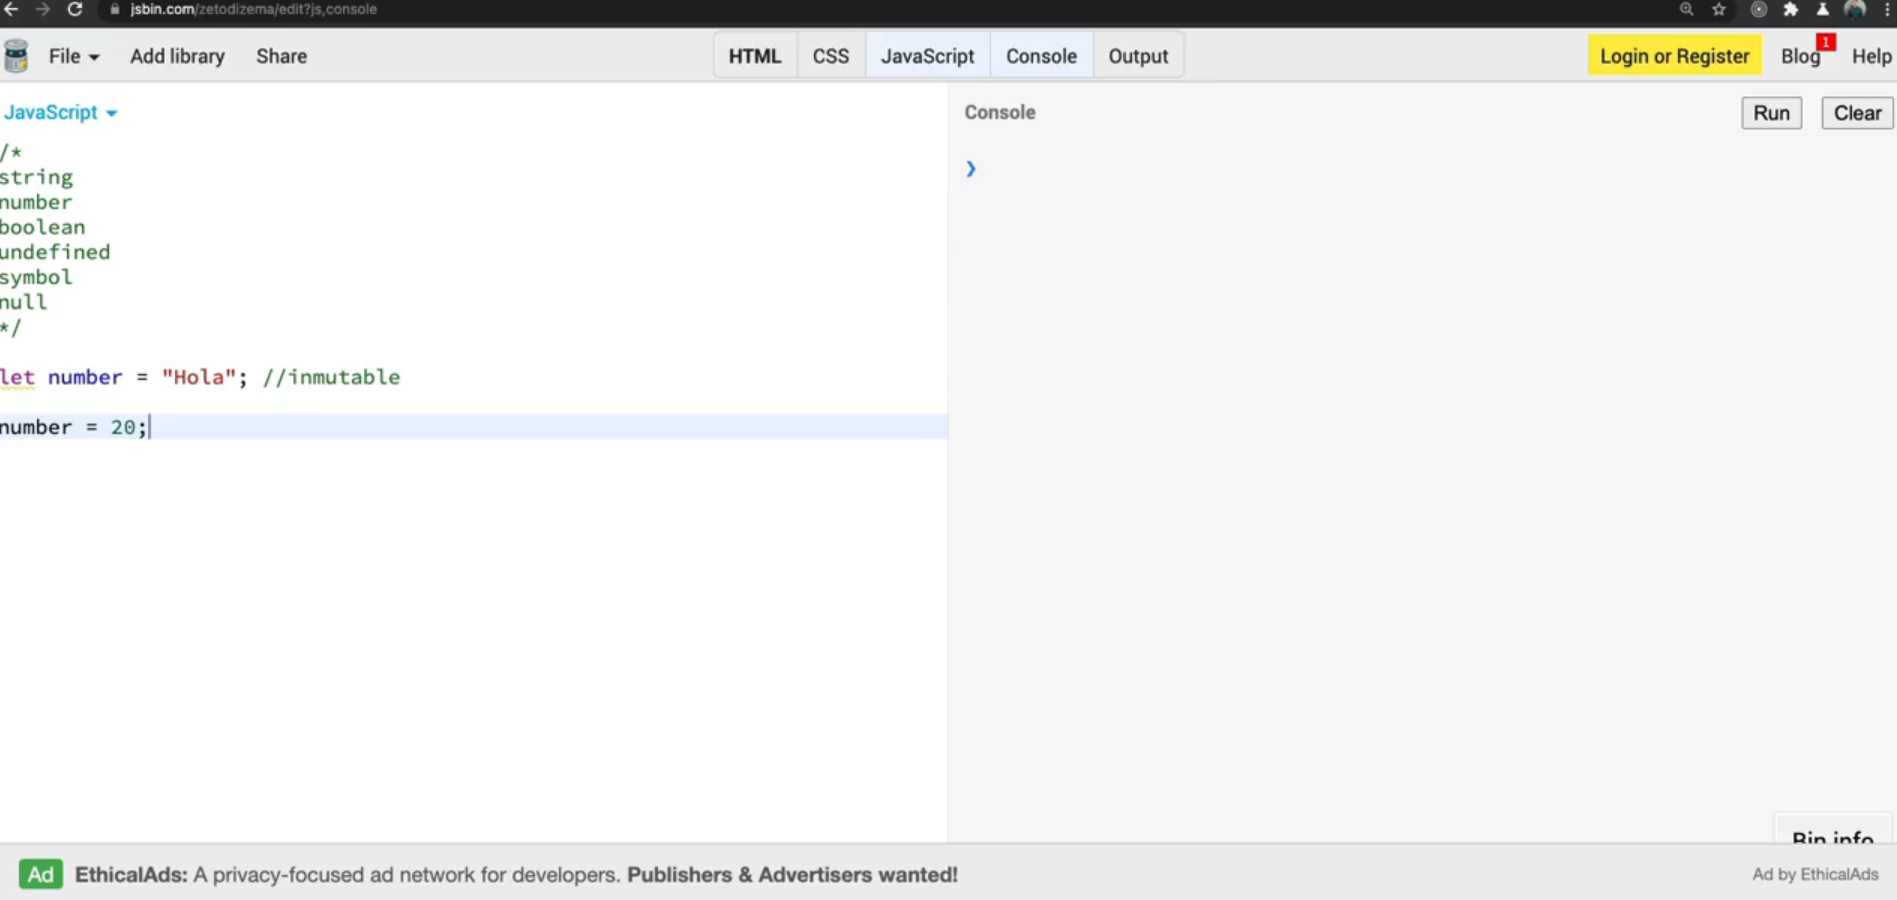 jsbin.com/zetodizema/edit?js,console
File Add library Share HTML CSS JavaScript Console Output Login or Register Blog 1 Help
JavaScript
/*
string
number
boolean
undefined
symbol
null
*/
let number = "Hola"; //inmutable
number = 20;
Console Run Clear
❯
Bin info
Ad EthicalAds: A privacy-focused ad network for developers. Publishers & Advertisers wanted! Ad by EthicalAds